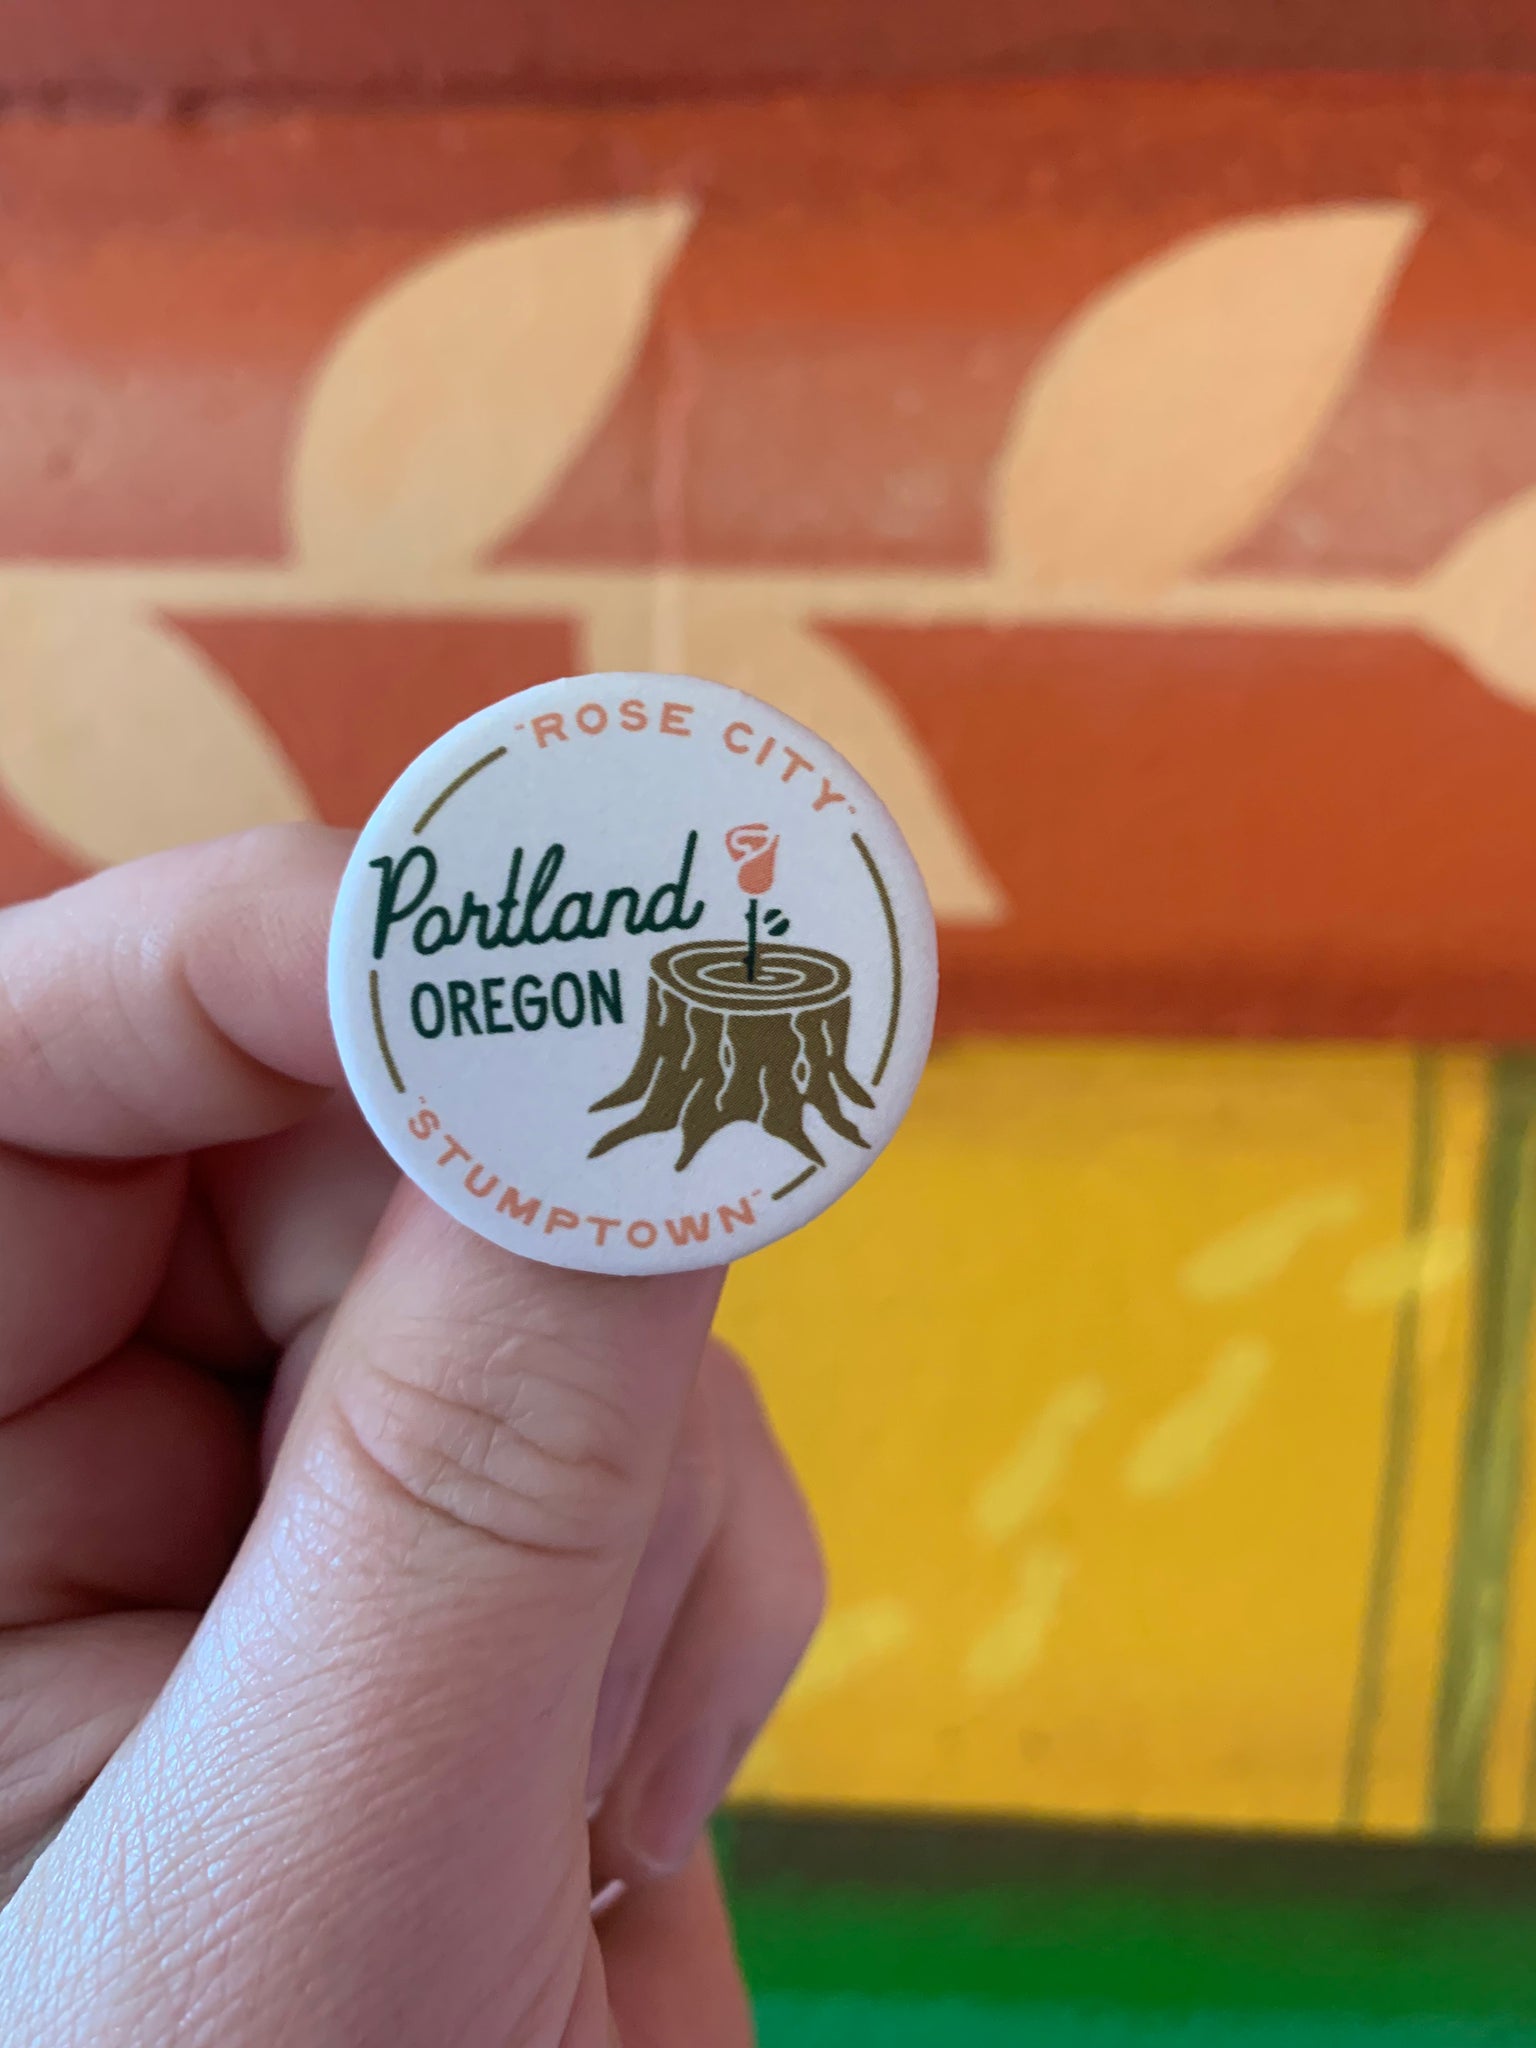 "ROSE CITY"
Portland
OREGON
"STUMPTOWN"